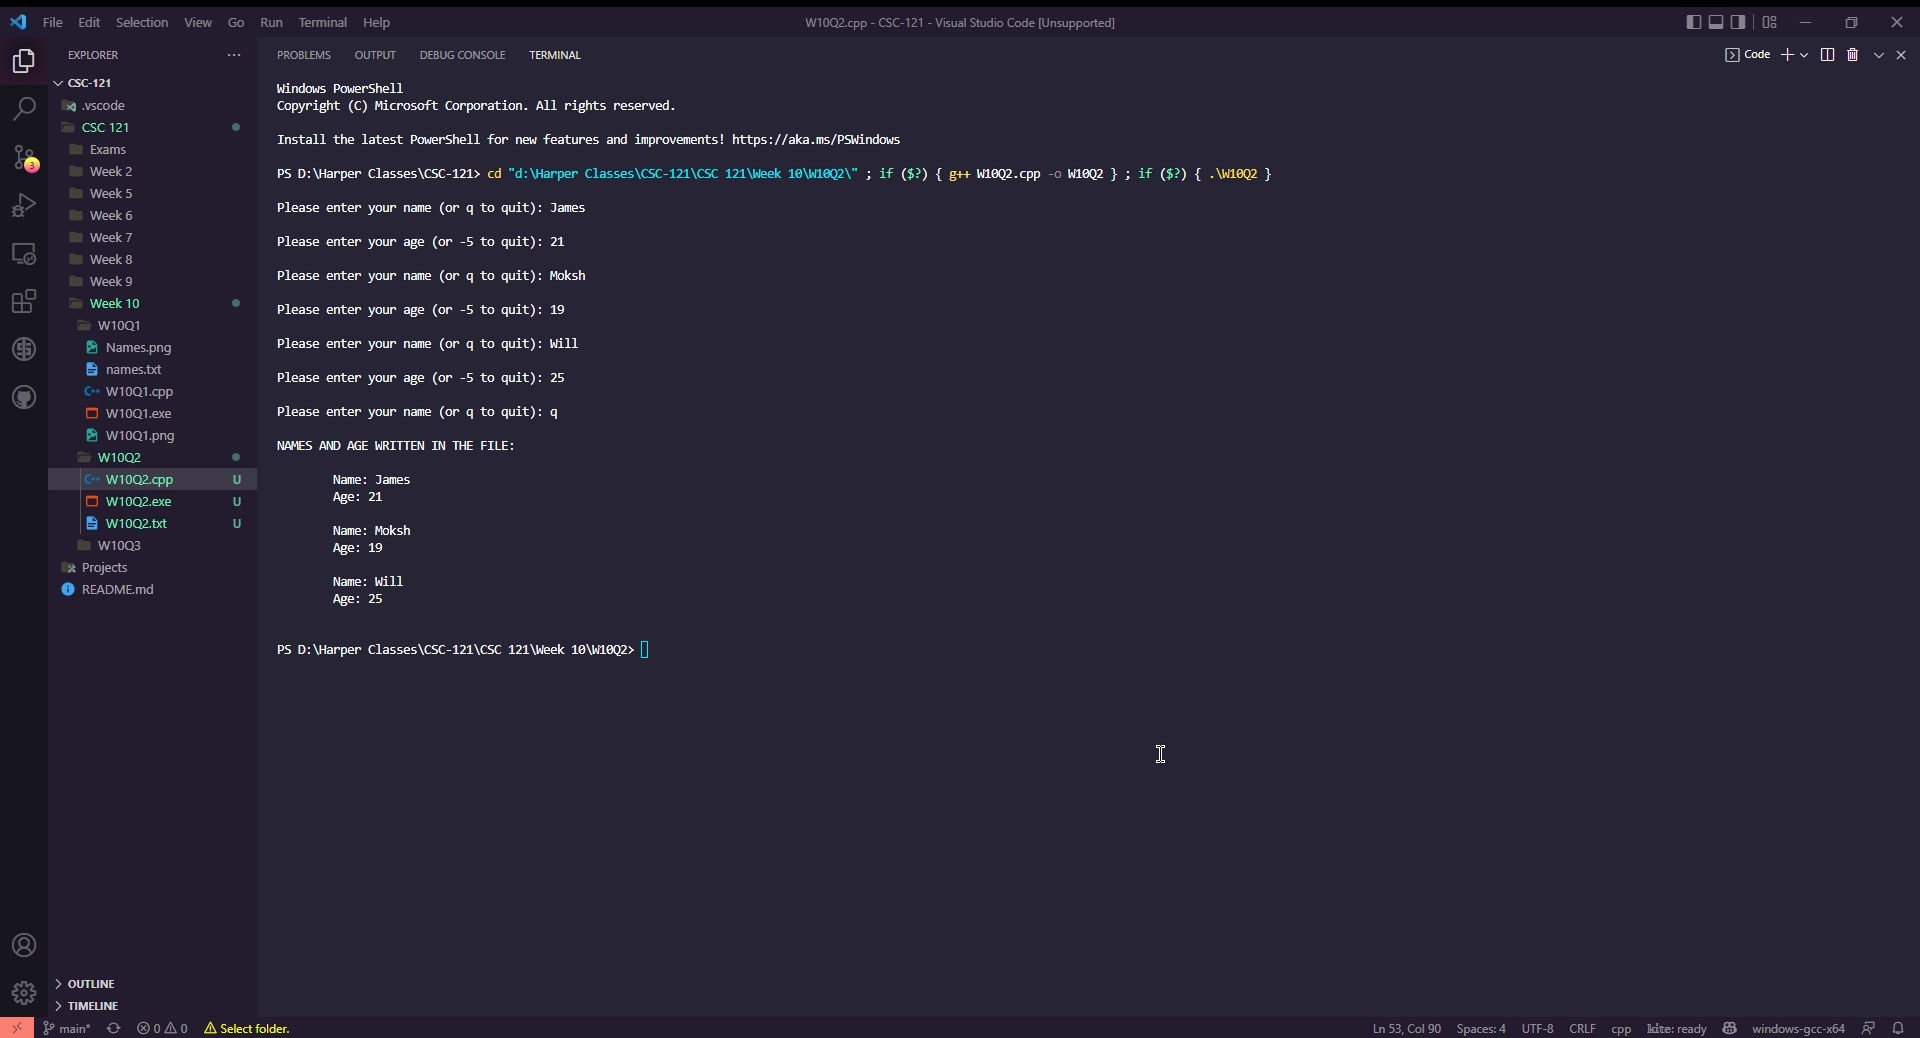 File Edit Selection View Go Run Terminal Help
W10Q2.cpp - CSC-121 - Visual Studio Code [Unsupported]
EXPLORER
PROBLEMS OUTPUT DEBUG CONSOLE TERMINAL
Code
CSC-121
.vscode
CSC 121
Exams
Week 2
Week 5
Week 6
Week 7
Week 8
Week 9
Week 10
W10Q1
Names.png
names.txt
W10Q1.cpp
W10Q1.exe
W10Q1.png
W10Q2
W10Q2.cpp U
W10Q2.exe U
W10Q2.txt U
W10Q3
Projects
README.md
3
OUTLINE
TIMELINE
Windows PowerShell
Copyright (C) Microsoft Corporation. All rights reserved.
Install the latest PowerShell for new features and improvements! https://aka.ms/PSWindows
PS D:\Harper Classes\CSC-121> cd "d:\Harper Classes\CSC-121\CSC 121\Week 10\W10Q2\" ; if ($?) { g++ W10Q2.cpp -o W10Q2 } ; if ($?) { .\W10Q2 }
Please enter your name (or q to quit): James
Please enter your age (or -5 to quit): 21
Please enter your name (or q to quit): Moksh
Please enter your age (or -5 to quit): 19
Please enter your name (or q to quit): Will
Please enter your age (or -5 to quit): 25
Please enter your name (or q to quit): q
NAMES AND AGE WRITTEN IN THE FILE:
Name: James
Age: 21
Name: Moksh
Age: 19
Name: Will
Age: 25
PS D:\Harper Classes\CSC-121\CSC 121\Week 10\W10Q2>
main* 0 0 Select folder.
Ln 53, Col 90 Spaces: 4 UTF-8 CRLF cpp kite: ready windows-gcc-x64